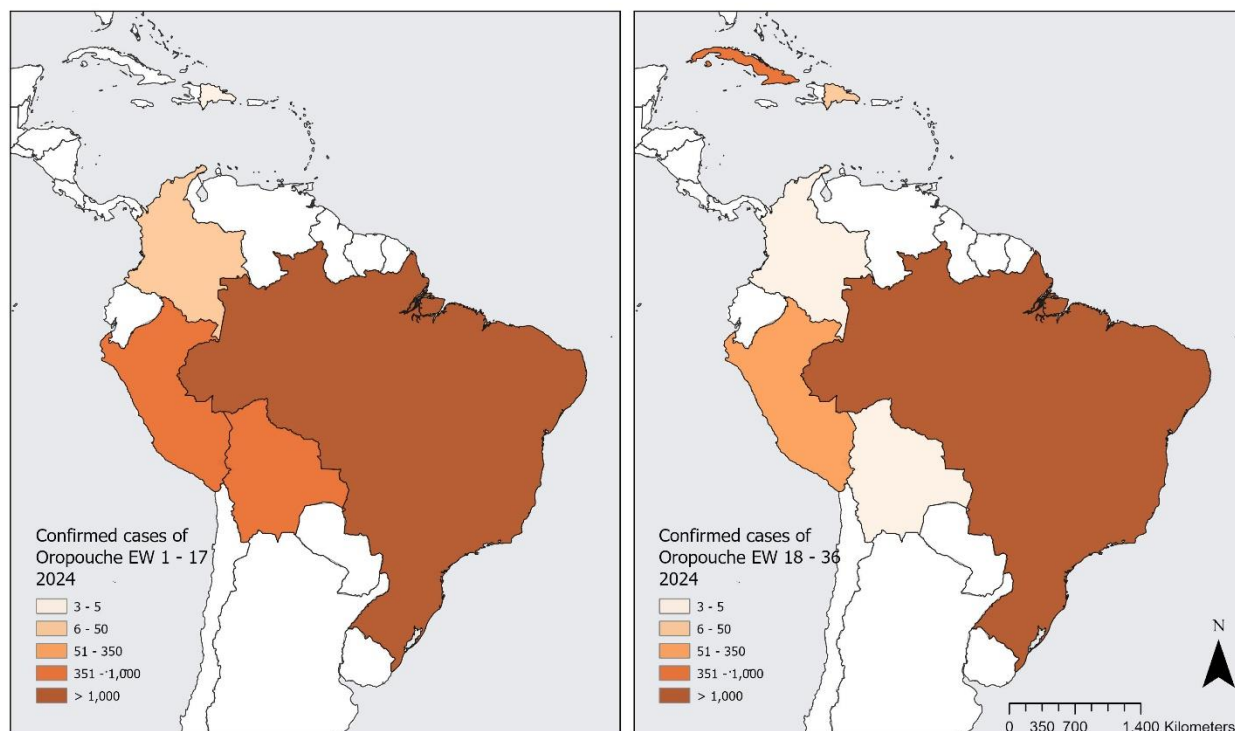 Confirmed cases of
Oropouche EW 1 - 17
2024
3 - 5
6 - 50
51 - 350
351 - 1,000
> 1,000
Confirmed cases of
Oropouche EW 18 - 36
2024
3 - 5
6 - 50
51 - 350
351 - 1,000
> 1,000
N
0 350 700 1,400 Kilometers